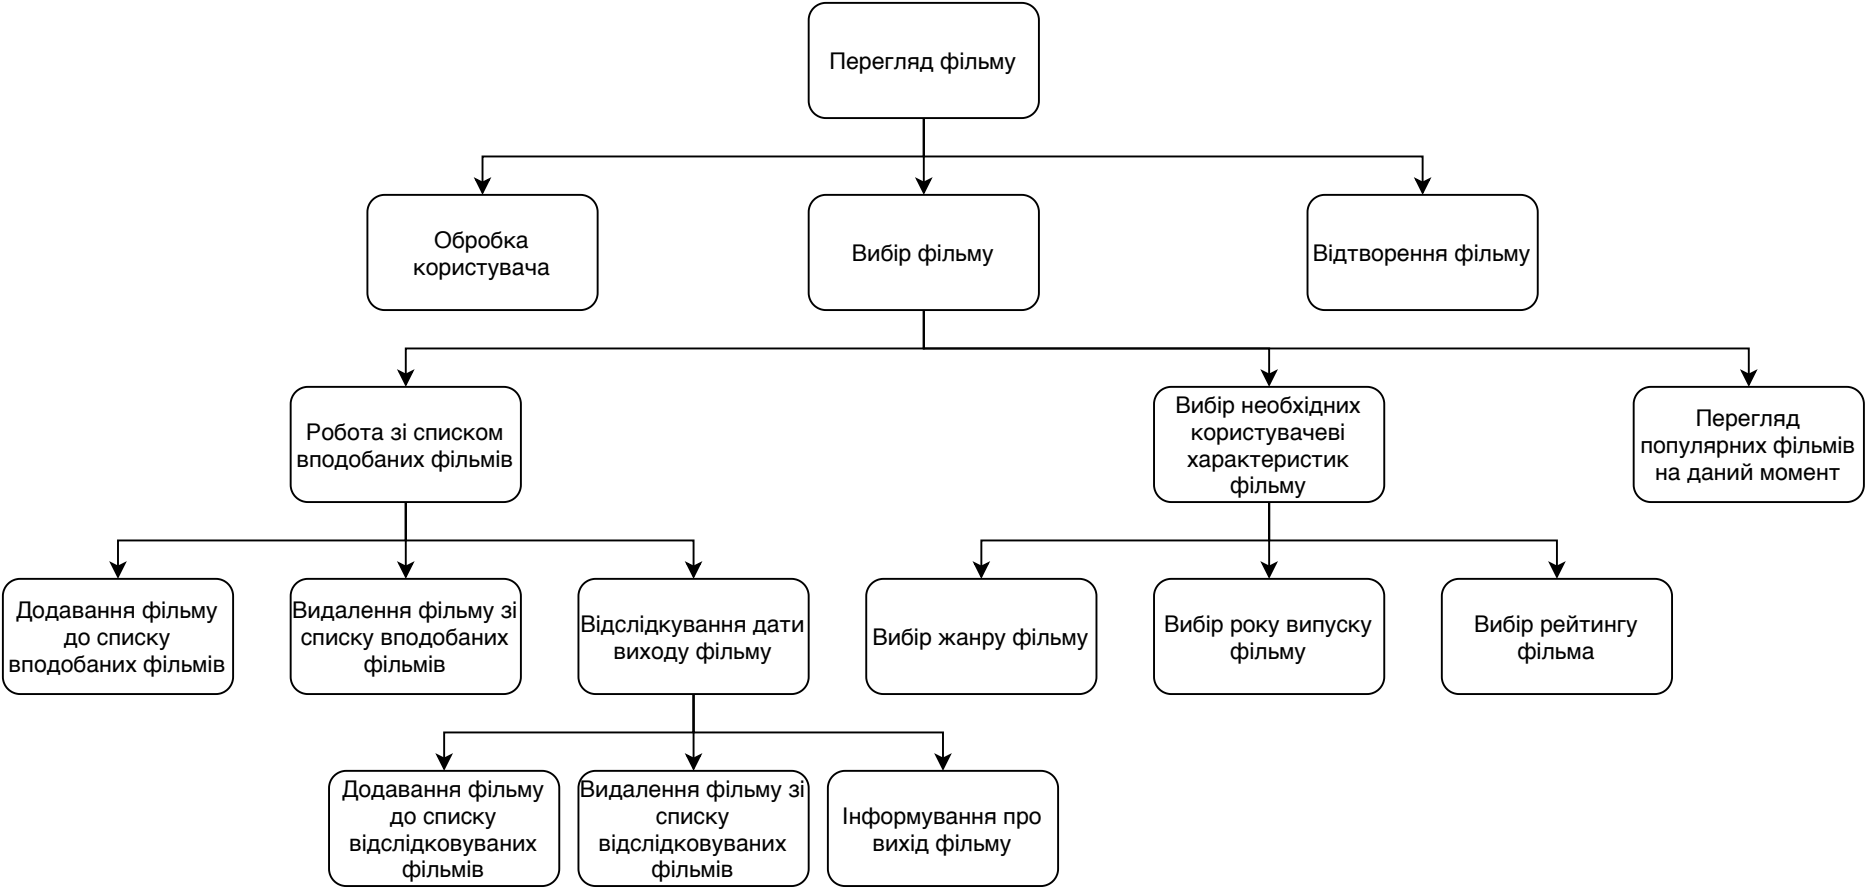 Перегляд фільму
Обробка
користувача
Вибір фільму
Відтворення фільму
Робота зі списком
вподобаних фільмів
Вибір необхідних
користувачеві
характеристик
фільму
Перегляд
популярних фільмів
на даний момент
Додавання фільму
до списку
вподобаних фільмів
Видалення фільму зі
списку вподобаних
фільмів
Відслідкування дати
виходу фільму
Вибір жанру фільму
Вибір року випуску
фільму
Вибір рейтингу
фільма
Додавання фільму
до списку
відслідковуваних
фільмів
Видалення фільму зі
списку
відслідковуваних
фільмів
Інформування про
вихід фільму